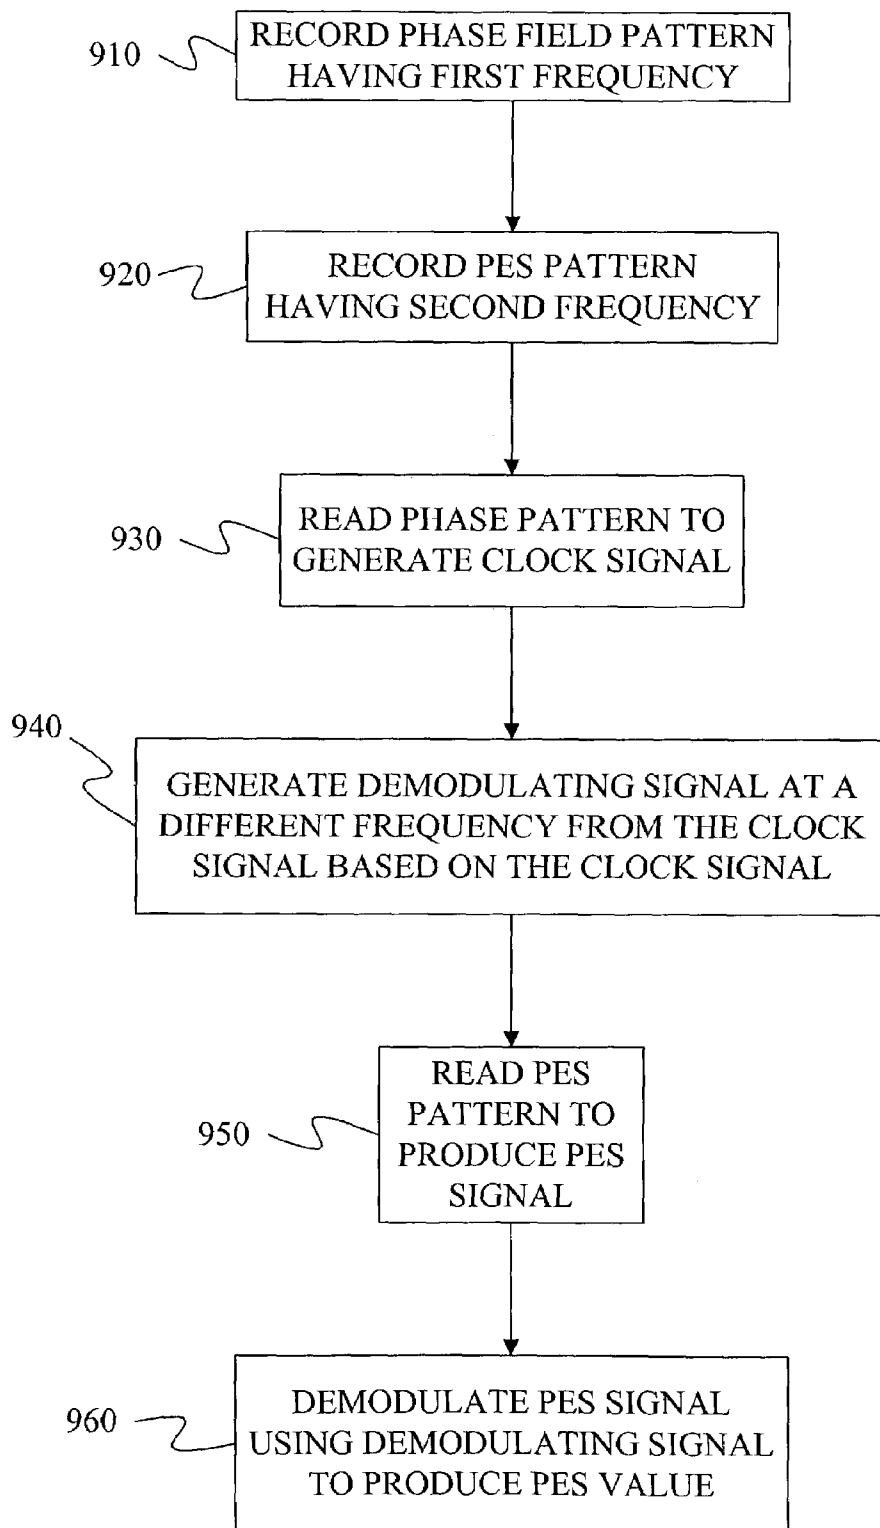 910
RECORD PHASE FIELD PATTERN
HAVING FIRST FREQUENCY
920
RECORD PES PATTERN
HAVING SECOND FREQUENCY
930
READ PHASE PATTERN TO
GENERATE CLOCK SIGNAL
940
GENERATE DEMODULATING SIGNAL AT A
DIFFERENT FREQUENCY FROM THE CLOCK
SIGNAL BASED ON THE CLOCK SIGNAL
950
READ PES
PATTERN TO
PRODUCE PES
SIGNAL
960
DEMODULATE PES SIGNAL
USING DEMODULATING SIGNAL
TO PRODUCE PES VALUE